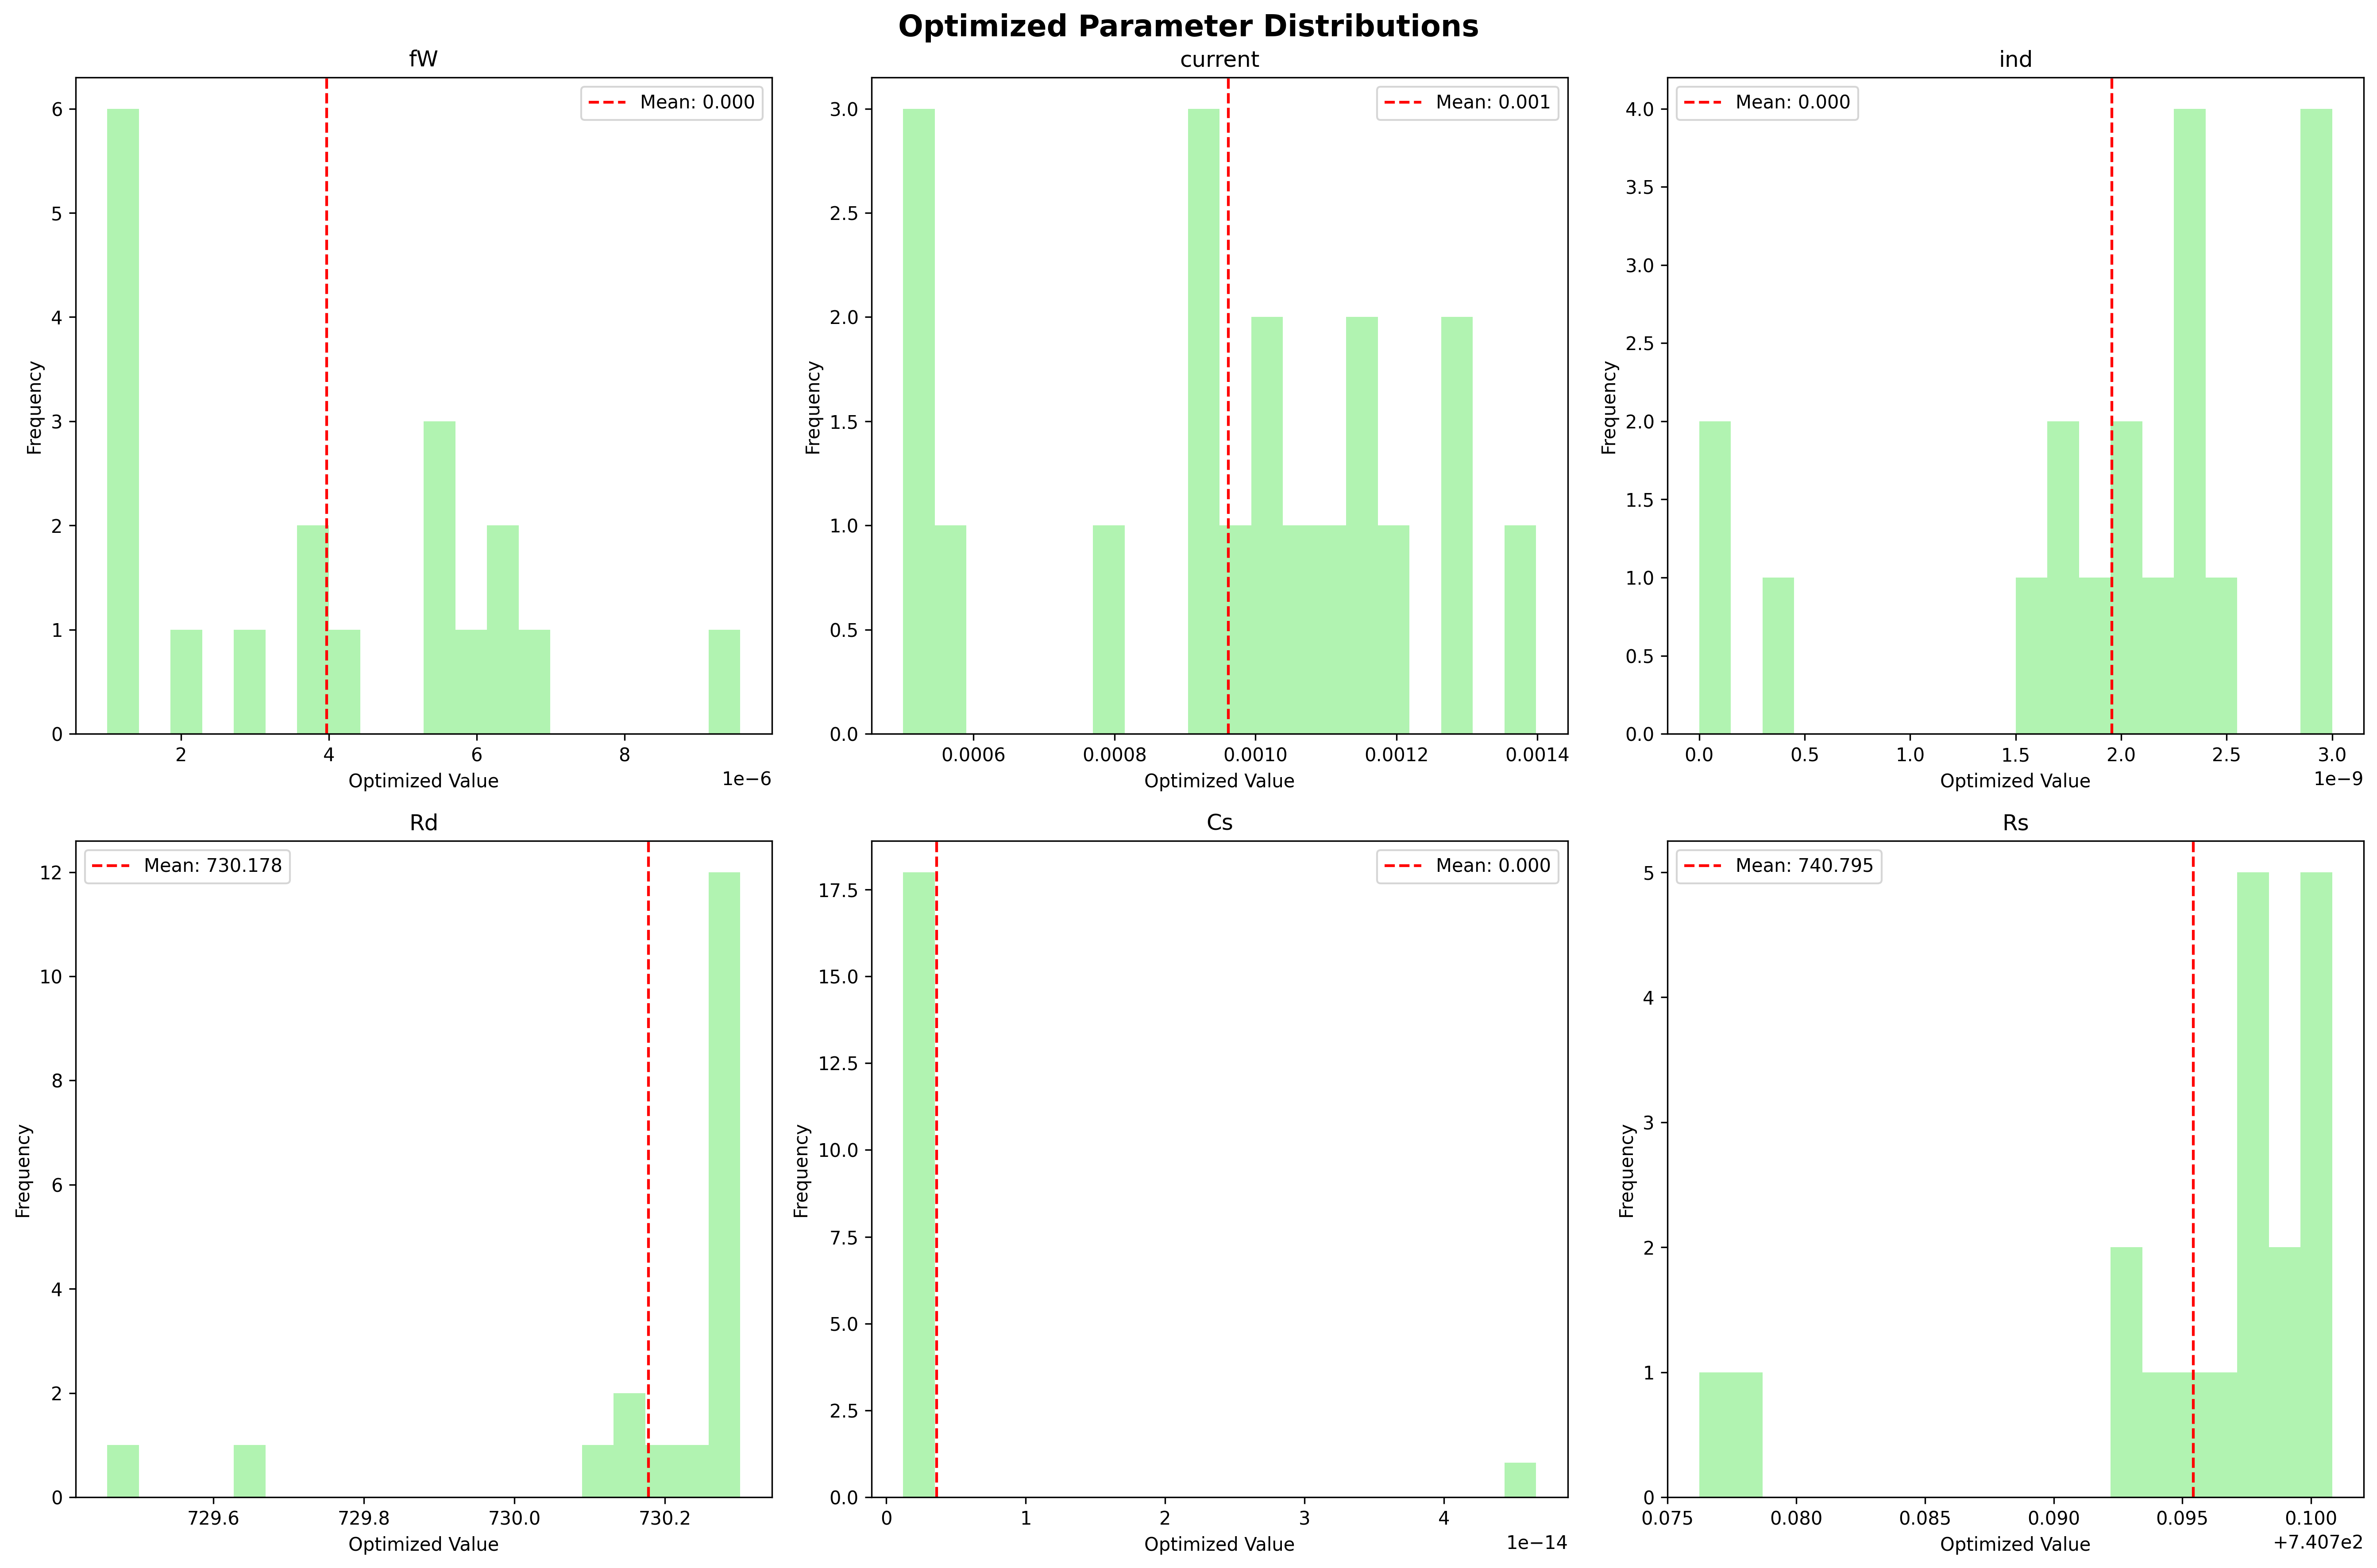 Optimized Parameter Distributions
fW
Mean: 0.000
Frequency
6
5
4
3
2
1
0
2 4 6 8
1e−6
Optimized Value
current
Mean: 0.001
Frequency
3.0
2.5
2.0
1.5
1.0
0.5
0.0
0.0006 0.0008 0.0010 0.0012 0.0014
Optimized Value
ind
Mean: 0.000
Frequency
4.0
3.5
3.0
2.5
2.0
1.5
1.0
0.5
0.0
0.0 0.5 1.0 1.5 2.0 2.5 3.0
1e−9
Optimized Value
Rd
Mean: 730.178
Frequency
12
10
8
6
4
2
0
729.6 729.8 730.0 730.2
Optimized Value
Cs
Mean: 0.000
Frequency
17.5
15.0
12.5
10.0
7.5
5.0
2.5
0.0
0 1 2 3 4
1e−14
Optimized Value
Rs
Mean: 740.795
Frequency
5
4
3
2
1
0
0.075 0.080 0.085 0.090 0.095 0.100
+7.407e2
Optimized Value